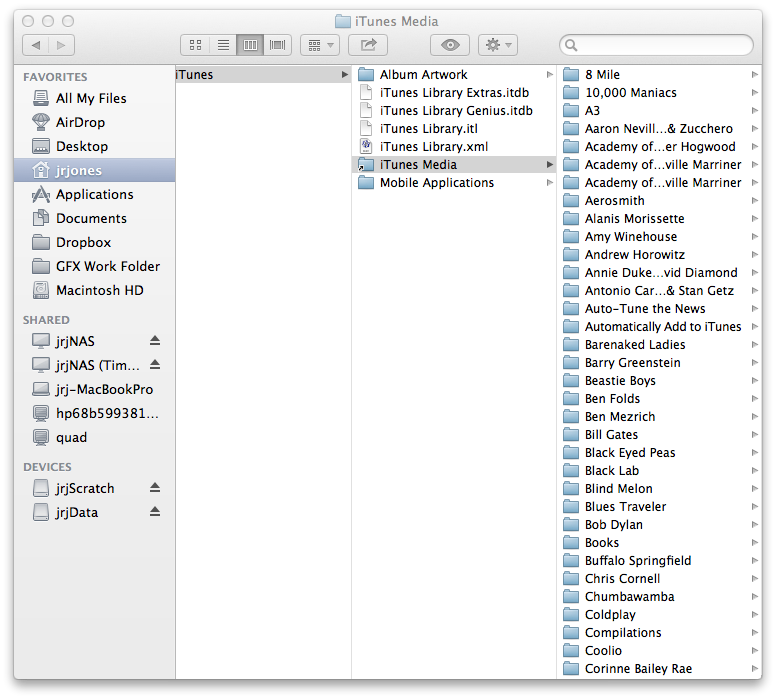 iTunes Media
FAVORITES
All My Files
AirDrop
Desktop
jrjones
Applications
Documents
Dropbox
GFX Work Folder
Macintosh HD
SHARED
jrjNAS
jrjNAS (Tim...
jrj-MacBookPro
hp68b599381...
quad
DEVICES
jrjScratch
jrjData
iTunes
Album Artwork
iTunes Library Extras.itdb
iTunes Library Genius.itdb
iTunes Library.itl
iTunes Library.xml
iTunes Media
Mobile Applications
8 Mile
10,000 Maniacs
A3
Aaron Nevill...& Zucchero
Academy of...er Hogwood
Academy of...ville Marriner
Academy of...ville Marriner
Aerosmith
Alanis Morissette
Amy Winehouse
Andrew Horowitz
Annie Duke...vid Diamond
Antonio Car...& Stan Getz
Auto-Tune the News
Automatically Add to iTunes
Barenaked Ladies
Barry Greenstein
Beastie Boys
Ben Folds
Ben Mezrich
Bill Gates
Black Eyed Peas
Black Lab
Blind Melon
Blues Traveler
Bob Dylan
Books
Buffalo Springfield
Chris Cornell
Chumbawamba
Coldplay
Compilations
Coolio
Corinne Bailey Rae